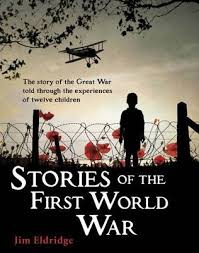 The story of the Great War
told through the experiences
of twelve children
STORIES OF THE
FIRST WORLD
WAR
Jim Eldridge